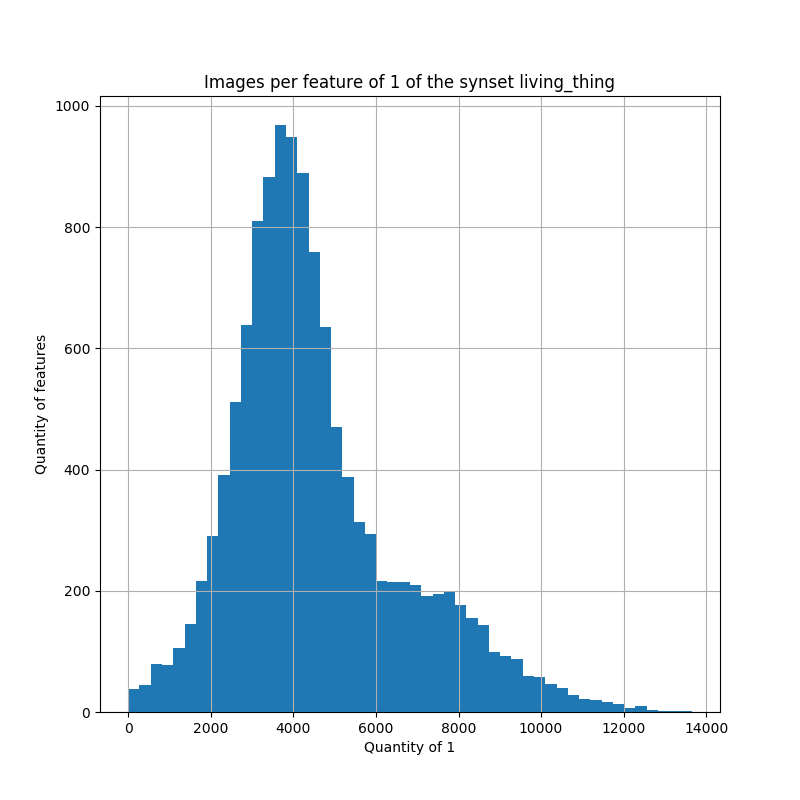 Images per feature of 1 of the synset living_thing
1000
800
600
400
200
0
Quantity of features
0 2000 4000 6000 8000 10000 12000 14000
Quantity of 1